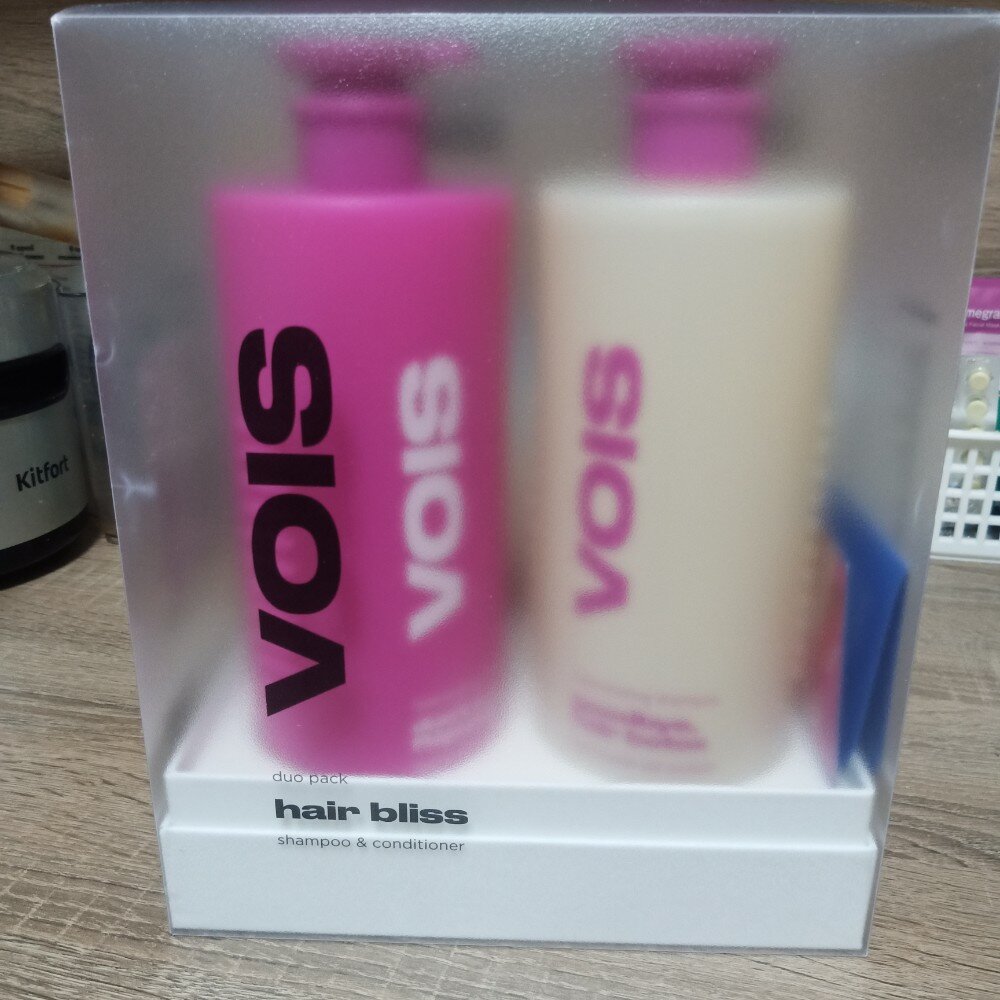 vois
vois
vois
duo pack
hair bliss
shampoo & conditioner
Kitfort